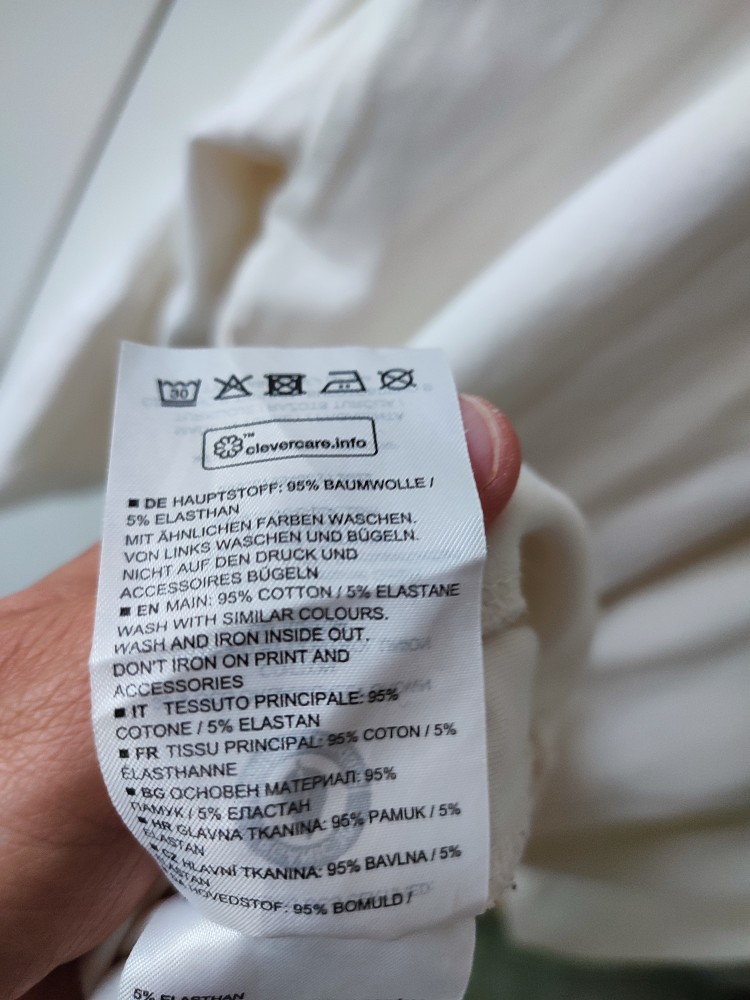 30
clevercare.info™
■ DE HAUPTSTOFF: 95% BAUMWOLLE /
5% ELASTHAN
MIT ÄHNLICHEN FARBEN WASCHEN.
VON LINKS WASCHEN UND BÜGELN.
NICHT AUF DEN DRUCK UND
ACCESSOIRES BÜGELN
■ EN MAIN: 95% COTTON / 5% ELASTANE
WASH WITH SIMILAR COLOURS.
WASH AND IRON INSIDE OUT.
DON'T IRON ON PRINT AND
ACCESSORIES
■ IT TESSUTO PRINCIPALE: 95%
COTONE / 5% ELASTAN
■ FR TISSU PRINCIPAL: 95% COTON / 5%
ÉLASTHANNE
■ BG ОСНОВЕН МАТЕРИАЛ: 95%
ПАМУК / 5% ЕЛАСТАН
■ HR GLAVNA TKANINA: 95% PAMUK / 5%
ELASTAN
■ CZ HLAVNÍ TKANINA: 95% BAVLNA / 5%
ELASTAN
HOVEDSTOF: 95% BOMULD /
5% ELASTHAN